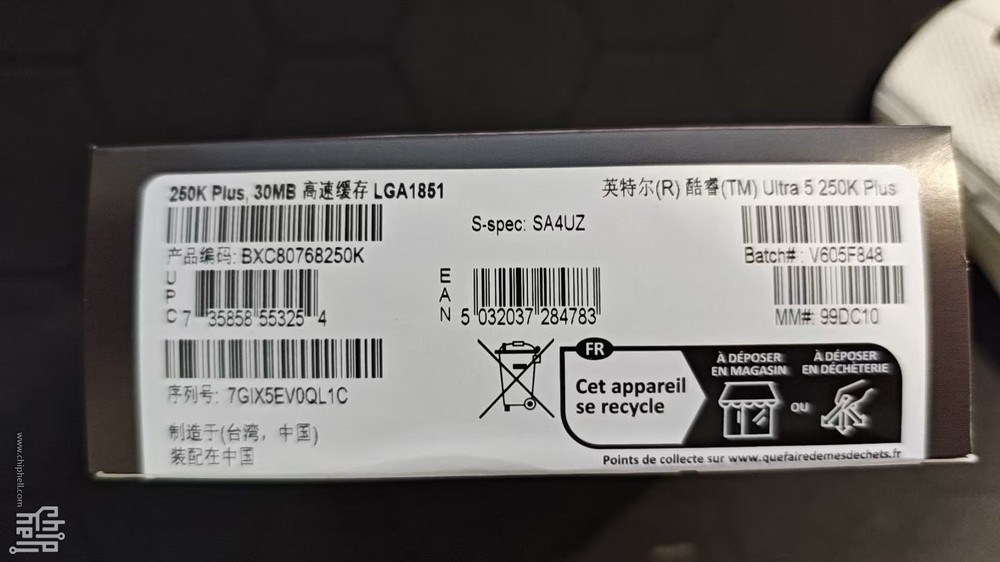 250K Plus, 30MB 高速缓存 LGA1851
英特尔(R) 酷睿(TM) Ultra 5 250K Plus
S-spec: SA4UZ
产品编码: BXC80768250K
Batch# : V605F848
UPC 7 35858 55325 4
EAN 5 032037 284783
MM#: 99DC10
序列号: 7GIX5EV0QL1C
制造于(台湾, 中国)
装配在中国
FR
Cet appareil
se recycle
À DÉPOSER
EN MAGASIN
OU
À DÉPOSER
EN DÉCHÈTERIE
Points de collecte sur www.quefairedemesdechets.fr
www.chiphell.com